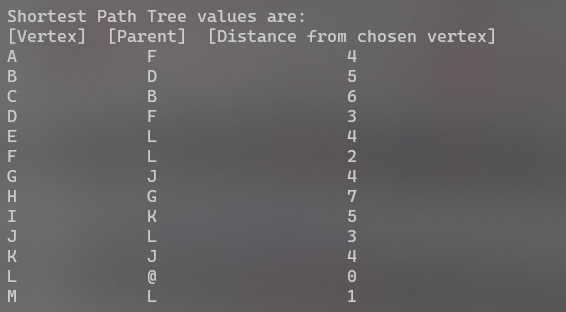 Shortest Path Tree values are:
[Vertex]  [Parent]  [Distance from chosen vertex]
A             F                   4
B             D                   5
C             B                   6
D             F                   3
E             L                   4
F             L                   2
G             J                   4
H             G                   7
I             K                   5
J             L                   3
K             J                   4
L             @                   0
M             L                   1